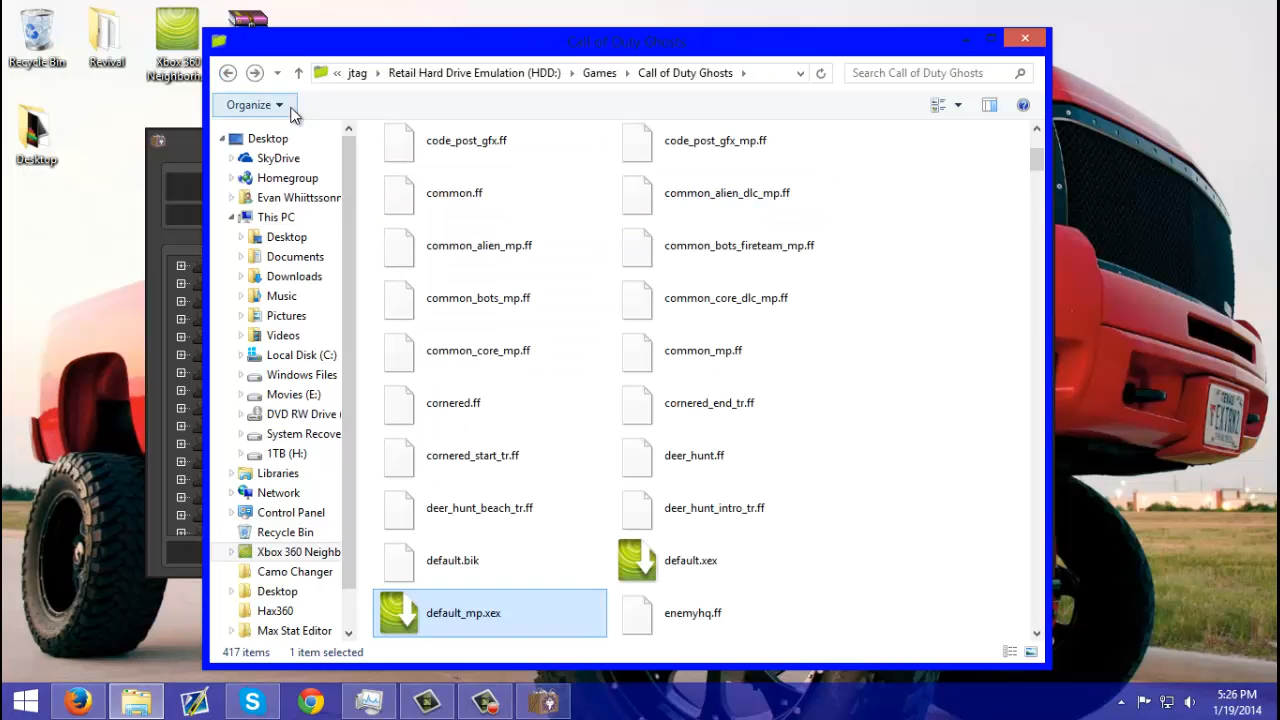 Recycle Bin
Revival
Xbox 360
Neighborh...
Desktop
Call of Duty Ghosts
« jtag
Retail Hard Drive Emulation (HDD:)
Games
Call of Duty Ghosts
Search Call of Duty Ghosts
Organize
Desktop
SkyDrive
Homegroup
Evan Whiittsonn
This PC
Desktop
Documents
Downloads
Music
Pictures
Videos
Local Disk (C:)
Windows Files
Movies (E:)
DVD RW Drive (
System Recove
1TB (H:)
Libraries
Network
Control Panel
Recycle Bin
Xbox 360 Neighb
Camo Changer
Desktop
Hax360
Max Stat Editor
code_post_gfx.ff
code_post_gfx_mp.ff
common.ff
common_alien_dlc_mp.ff
common_alien_mp.ff
common_bots_fireteam_mp.ff
common_bots_mp.ff
common_core_dlc_mp.ff
common_core_mp.ff
common_mp.ff
cornered.ff
cornered_end_tr.ff
cornered_start_tr.ff
deer_hunt.ff
deer_hunt_beach_tr.ff
deer_hunt_intro_tr.ff
default.bik
default.xex
default_mp.xex
enemyhq.ff
417 items
1 item selected
5:26 PM
1/19/2014